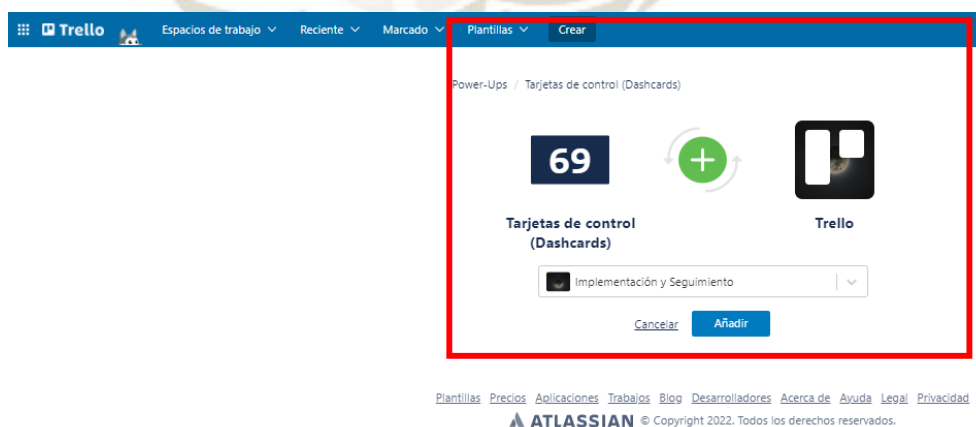 Trello Espacios de trabajo Reciente Marcado Plantillas Crear
Power-Ups / Tarjetas de control (Dashcards)
69
Tarjetas de control
(Dashcards)
Trello
Implementación y Seguimiento
Cancelar Añadir
Plantillas Precios Aplicaciones Trabajos Blog Desarrolladores Acerca de Ayuda Legal Privacidad
ATLASSIAN © Copyright 2022. Todos los derechos reservados.